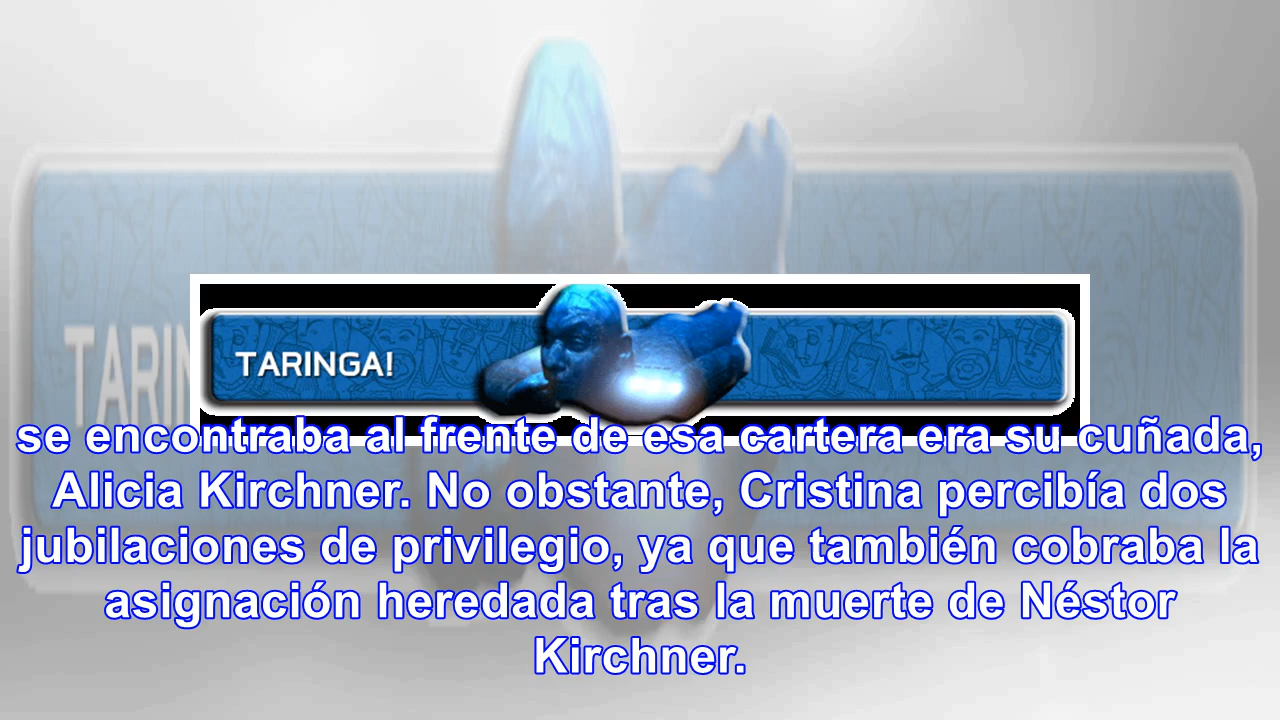 TARIN
TARINGA!
se encontraba al frente de esa cartera era su cuñada,
Alicia Kirchner. No obstante, Cristina percibía dos
jubilaciones de privilegio, ya que también cobraba la
asignación heredada tras la muerte de Néstor
Kirchner.